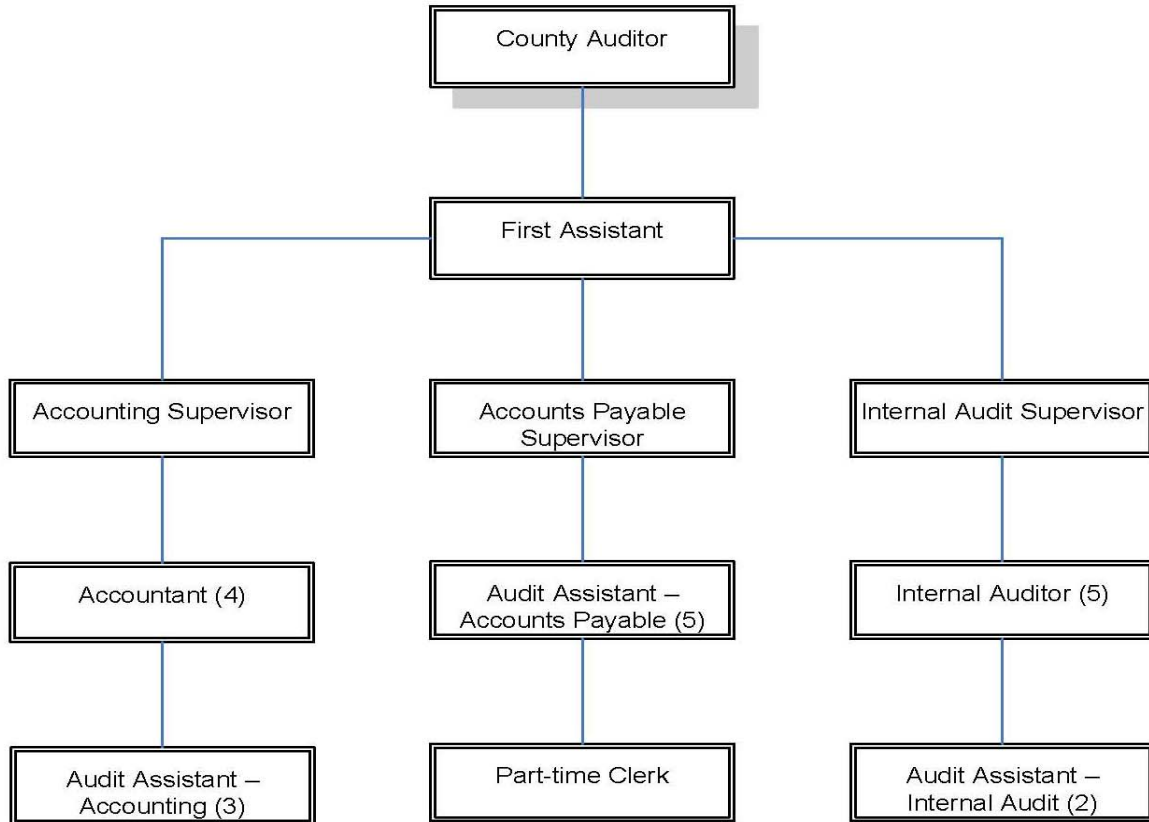 County Auditor
First Assistant
Accounting Supervisor
Accounts Payable
Supervisor
Internal Audit Supervisor
Accountant (4)
Audit Assistant –
Accounts Payable (5)
Internal Auditor (5)
Audit Assistant –
Accounting (3)
Part-time Clerk
Audit Assistant –
Internal Audit (2)